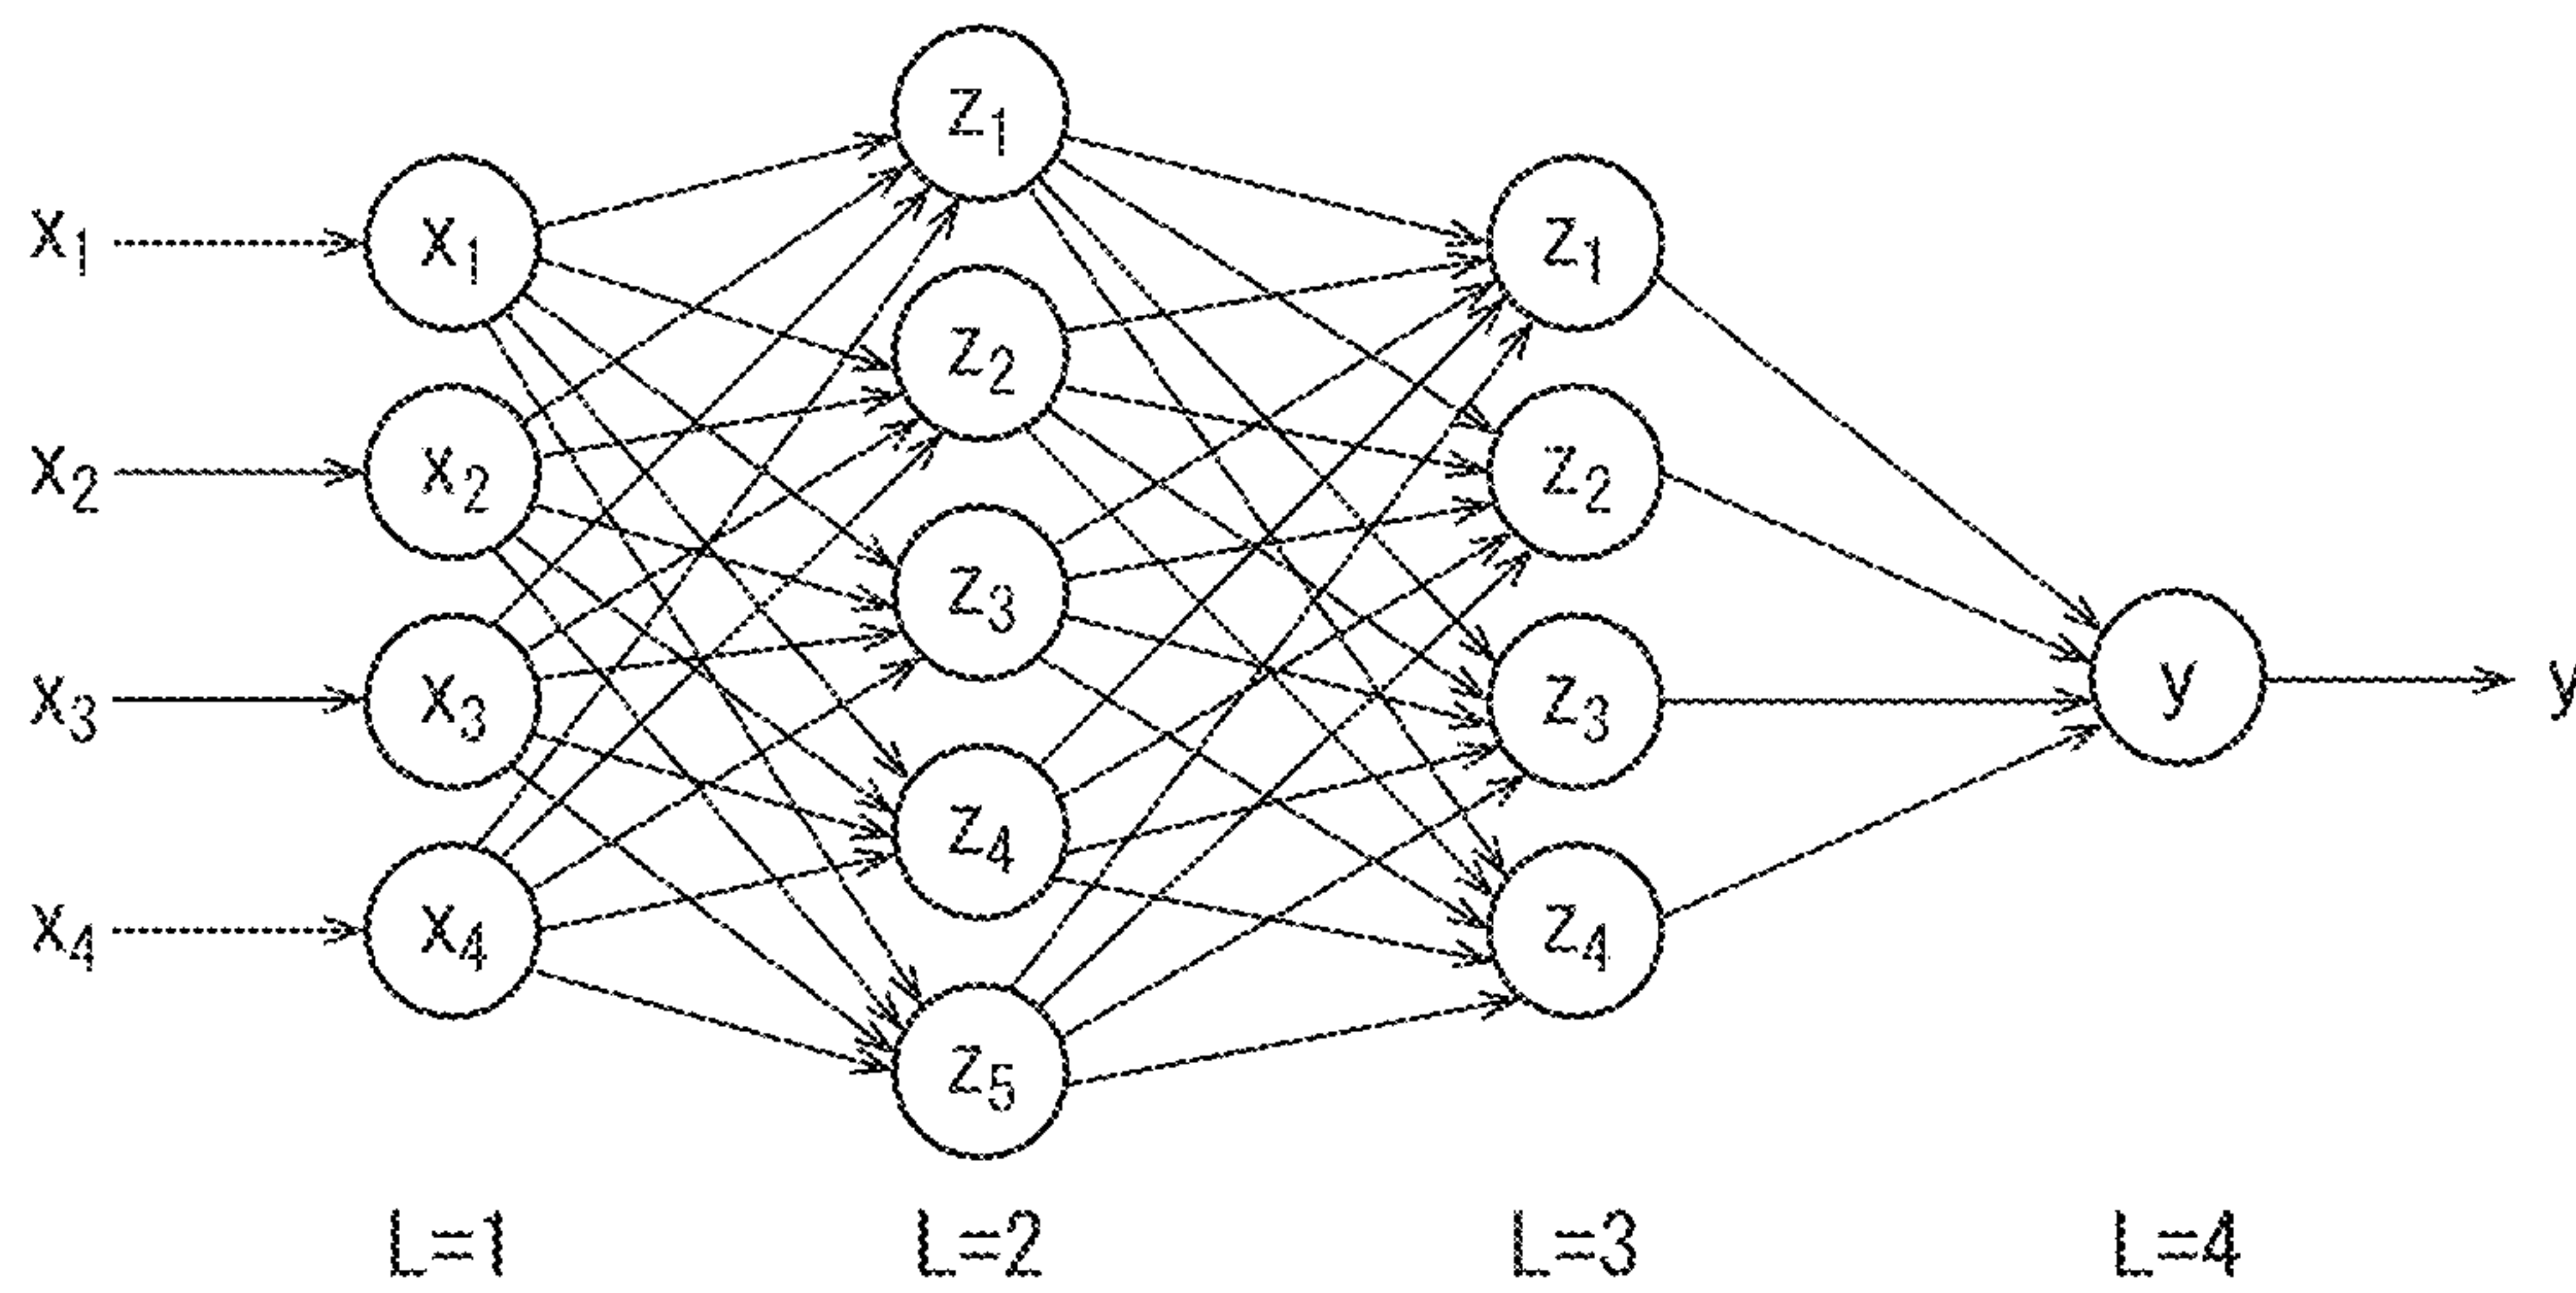 z₁
x₁ x₁ z₁
z₂
x₂ x₂ z₂
z₃
x₃ x₃ z₃ y y
z₄
x₄ x₄ z₄
z₅
L=1 L=2 L=3 L=4